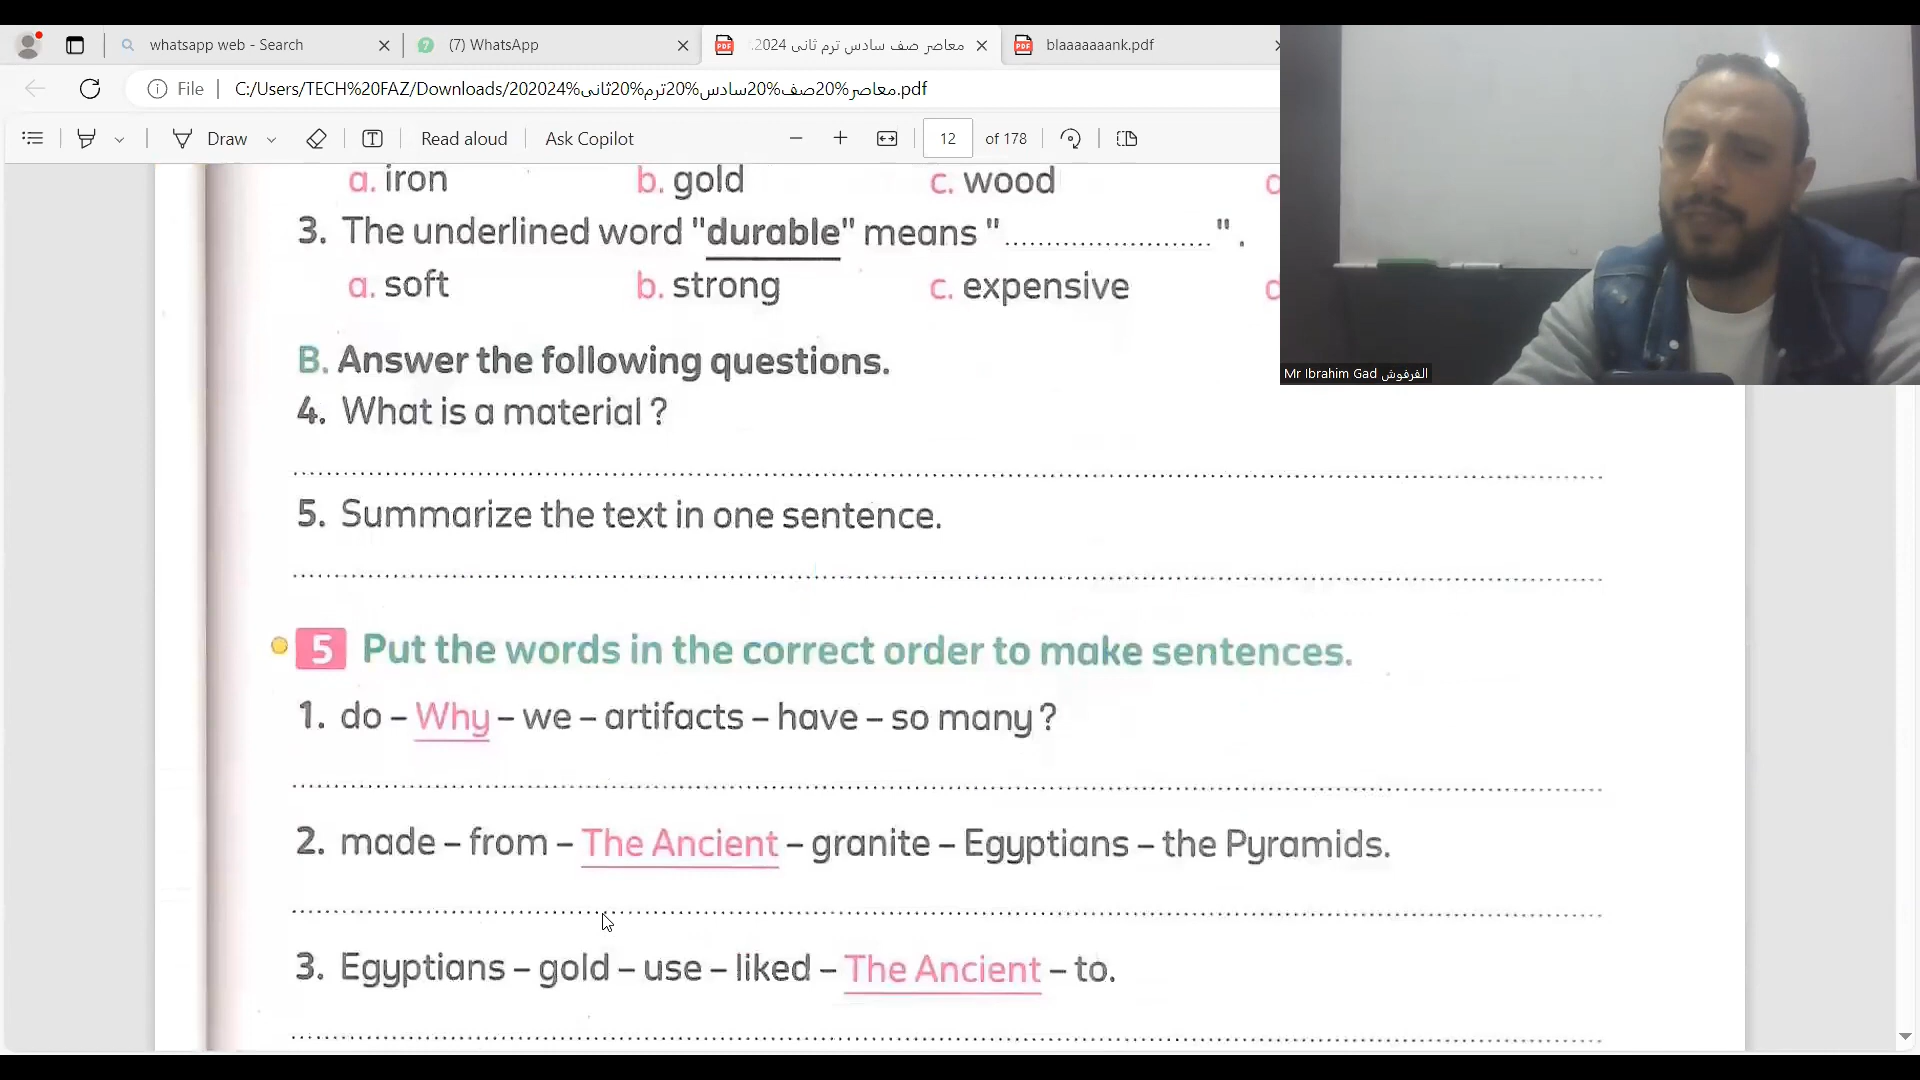 whatsapp web - Search
(7) WhatsApp
معاصر صف سادس ترم ثانى 2024
blaaaaaaank.pdf
File
C:/Users/TECH%20FAZ/Downloads/202024%معاصر%20صف%20سادس%20ترم%20ثانى.pdf
Draw
Read aloud
Ask Copilot
12 of 178
a. iron b. gold c. wood
3. The underlined word "durable" means "......................" .
a. soft b. strong c. expensive
B. Answer the following questions.
4. What is a material ?
5. Summarize the text in one sentence.
5 Put the words in the correct order to make sentences.
1. do – Why – we – artifacts – have – so many ?
2. made – from – The Ancient – granite – Egyptians – the Pyramids.
3. Egyptians – gold – use – liked – The Ancient – to.
Mr Ibrahim Gad الفرفوش